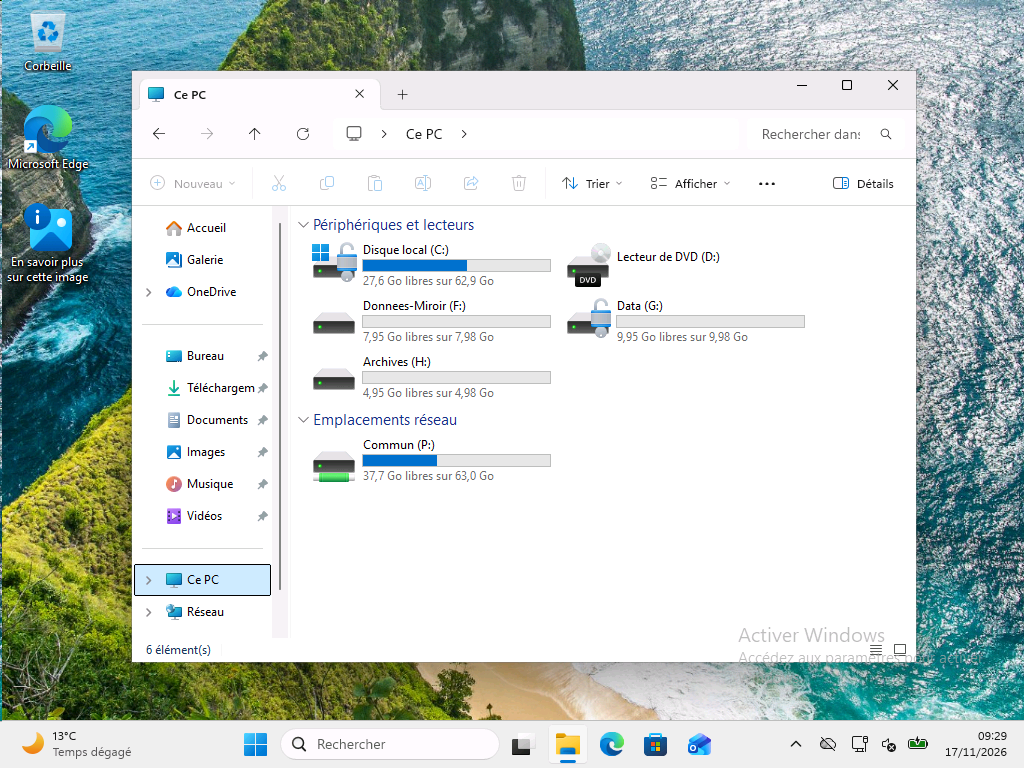 Corbeille
Microsoft Edge
En savoir plus
sur cette image
Ce PC
Ce PC
Rechercher dans
Nouveau
Trier
Afficher
Détails
Accueil
Galerie
OneDrive
Bureau
Téléchargem
Documents
Images
Musique
Vidéos
Ce PC
Réseau
Périphériques et lecteurs
Disque local (C:)
27,6 Go libres sur 62,9 Go
DVD
Lecteur de DVD (D:)
Donnees-Miroir (F:)
7,95 Go libres sur 7,98 Go
Data (G:)
9,95 Go libres sur 9,98 Go
Archives (H:)
4,95 Go libres sur 4,98 Go
Emplacements réseau
Commun (P:)
37,7 Go libres sur 63,0 Go
6 élément(s)
Activer Windows
Accédez aux paramètres pour activer
13°C
Temps dégagé
Rechercher
09:29
17/11/2026